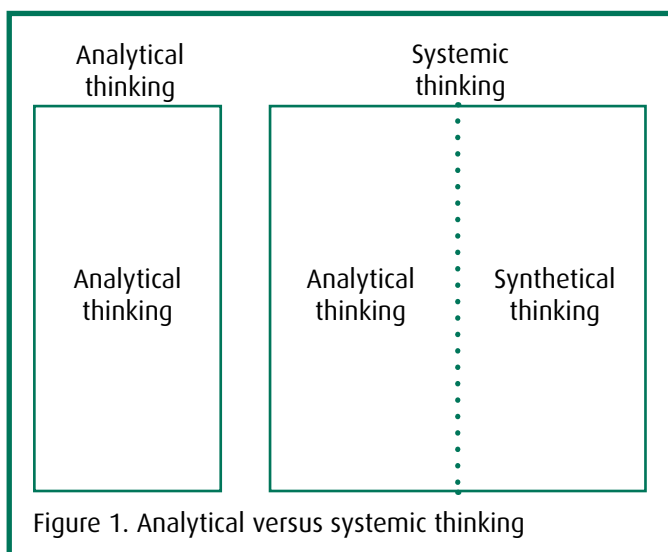 Analytical
thinking
Systemic
thinking
Analytical
thinking
Analytical
thinking
Synthetical
thinking
Figure 1. Analytical versus systemic thinking